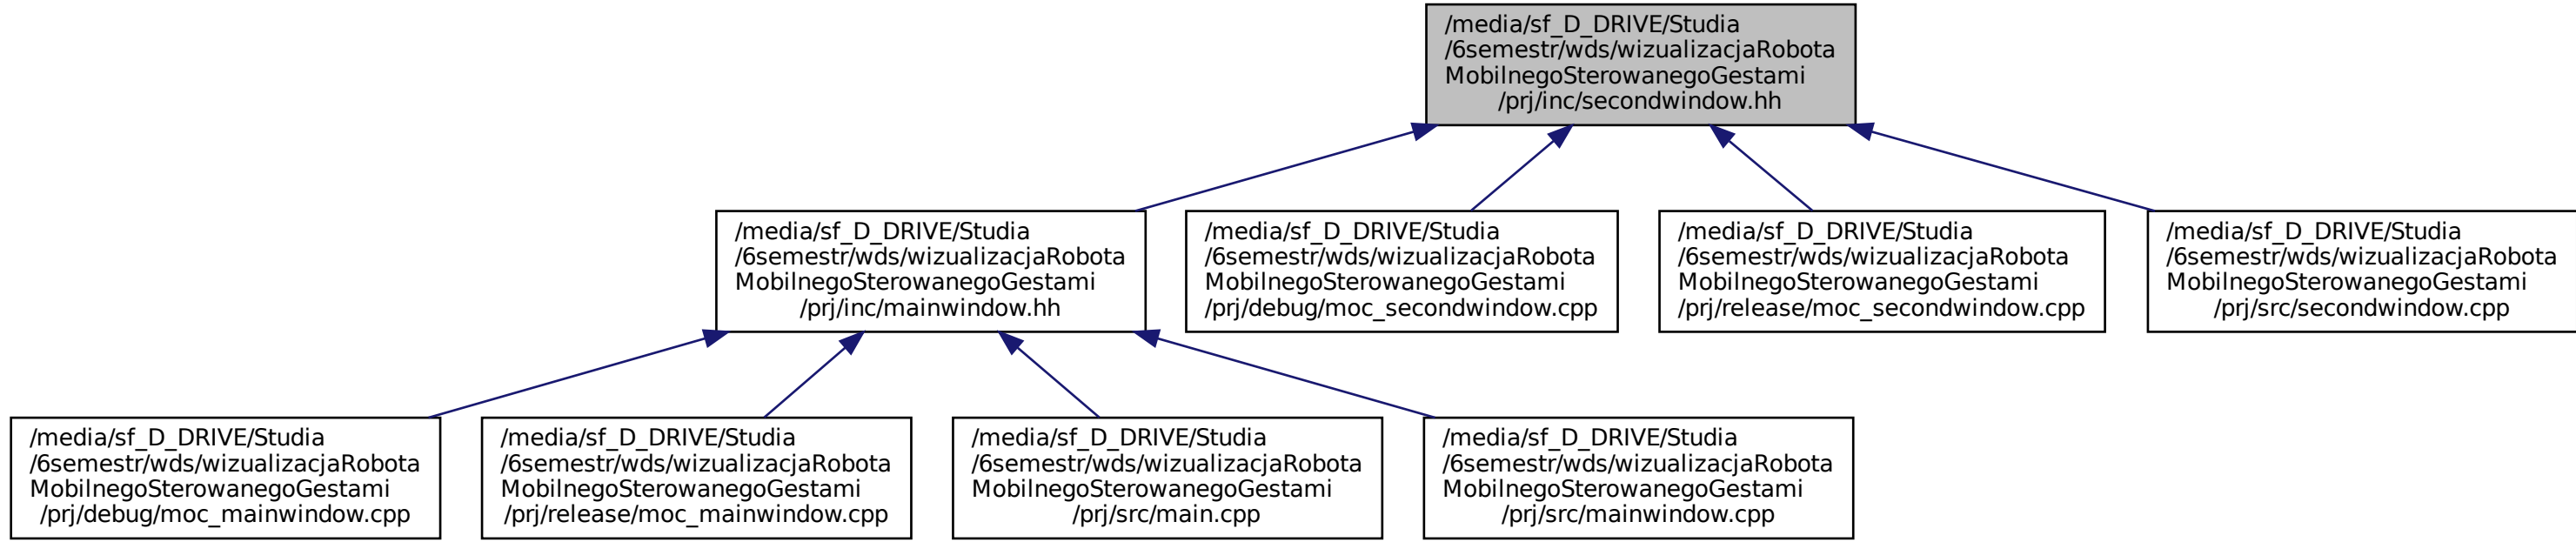 /media/sf_D_DRIVE/Studia
/6semestr/wds/wizualizacjaRobota
MobilnegoSterowanegoGestami
/prj/inc/secondwindow.hh
/media/sf_D_DRIVE/Studia
/6semestr/wds/wizualizacjaRobota
MobilnegoSterowanegoGestami
/prj/inc/mainwindow.hh
/media/sf_D_DRIVE/Studia
/6semestr/wds/wizualizacjaRobota
MobilnegoSterowanegoGestami
/prj/debug/moc_secondwindow.cpp
/media/sf_D_DRIVE/Studia
/6semestr/wds/wizualizacjaRobota
MobilnegoSterowanegoGestami
/prj/release/moc_secondwindow.cpp
/media/sf_D_DRIVE/Studia
/6semestr/wds/wizualizacjaRobota
MobilnegoSterowanegoGestami
/prj/src/secondwindow.cpp
/media/sf_D_DRIVE/Studia
/6semestr/wds/wizualizacjaRobota
MobilnegoSterowanegoGestami
/prj/debug/moc_mainwindow.cpp
/media/sf_D_DRIVE/Studia
/6semestr/wds/wizualizacjaRobota
MobilnegoSterowanegoGestami
/prj/release/moc_mainwindow.cpp
/media/sf_D_DRIVE/Studia
/6semestr/wds/wizualizacjaRobota
MobilnegoSterowanegoGestami
/prj/src/main.cpp
/media/sf_D_DRIVE/Studia
/6semestr/wds/wizualizacjaRobota
MobilnegoSterowanegoGestami
/prj/src/mainwindow.cpp